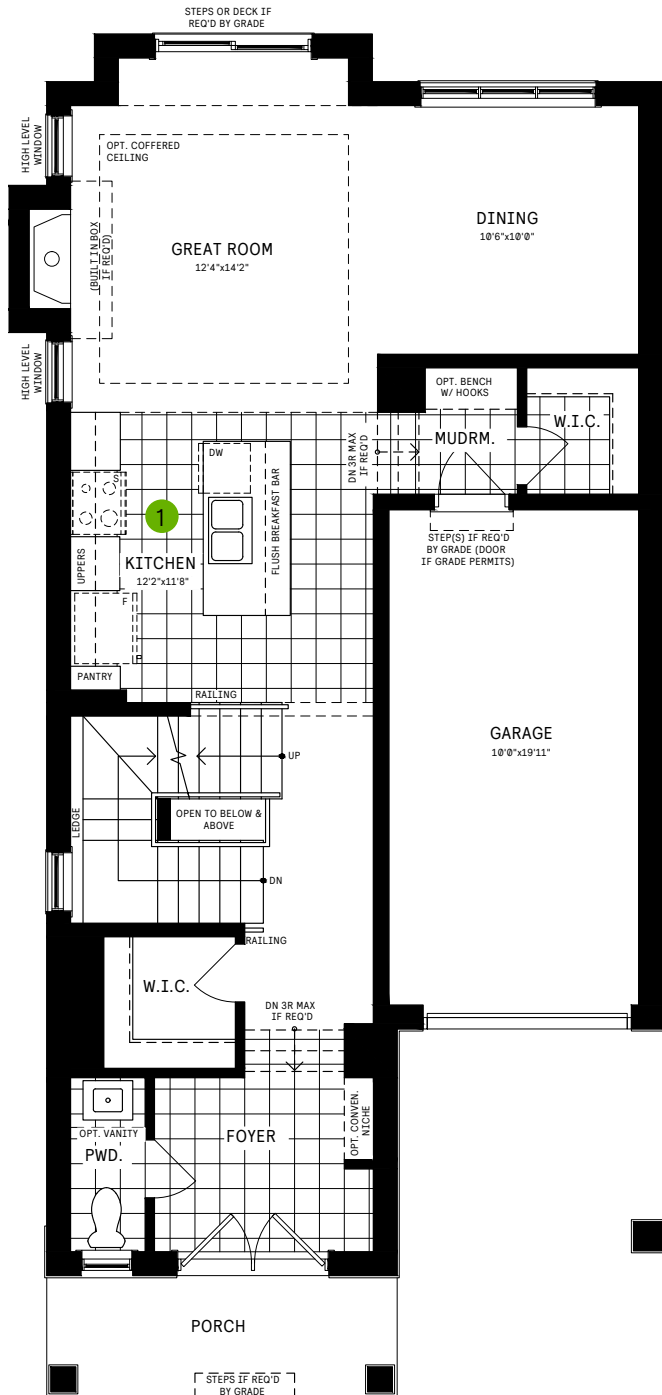 STEPS OR DECK IF
REQ'D BY GRADE
HIGH LEVEL
WINDOW
OPT. COFFERED
CEILING
(BUILT IN BOX
IF REQ'D)
GREAT ROOM
12'4"x14'2"
DINING
10'6"x10'0"
HIGH LEVEL
WINDOW
OPT. BENCH
W/ HOOKS
W.I.C.
MUDRM.
DN 3R MAX
IF REQ'D
DW
S
1
FLUSH BREAKFAST BAR
STEP(S) IF REQ'D
BY GRADE (DOOR
IF GRADE PERMITS)
UPPERS
KITCHEN
12'2"x11'8"
F
PANTRY
RAILING
GARAGE
10'0"x19'11"
UP
LEDGE
OPEN TO BELOW &
ABOVE
DN
RAILING
W.I.C.
DN 3R MAX
IF REQ'D
OPT. CONVEN.
NICHE
OPT. VANITY
FOYER
PWD.
PORCH
STEPS IF REQ'D
BY GRADE